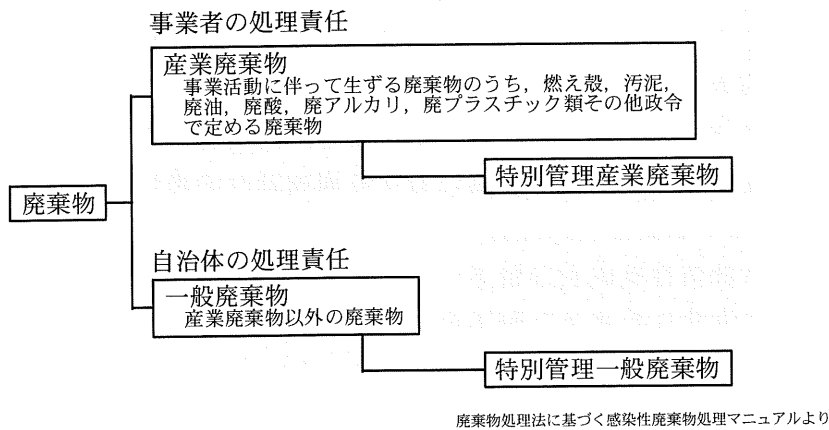 事業者の処理責任
産業廃棄物
事業活動に伴って生ずる廃棄物のうち，燃え殻，汚泥，
廃油，廃酸，廃アルカリ，廃プラスチック類その他政令
で定める廃棄物
特別管理産業廃棄物
廃棄物
自治体の処理責任
一般廃棄物
産業廃棄物以外の廃棄物
特別管理一般廃棄物
廃棄物処理法に基づく感染性廃棄物処理マニュアルより